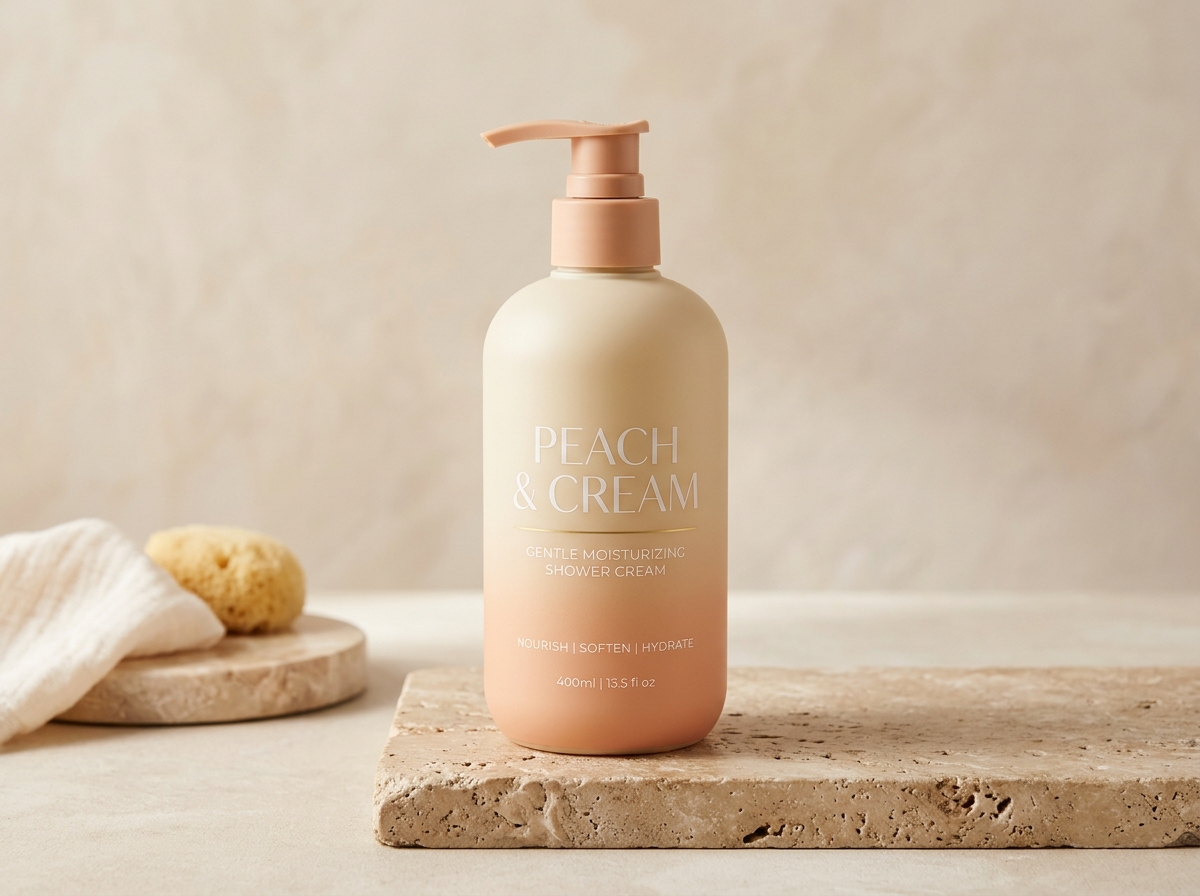 PEACH
& CREAM
GENTLE MOISTURIZING
SHOWER CREAM
NOURISH | SOFTEN | HYDRATE
400ml | 13.5 fl oz